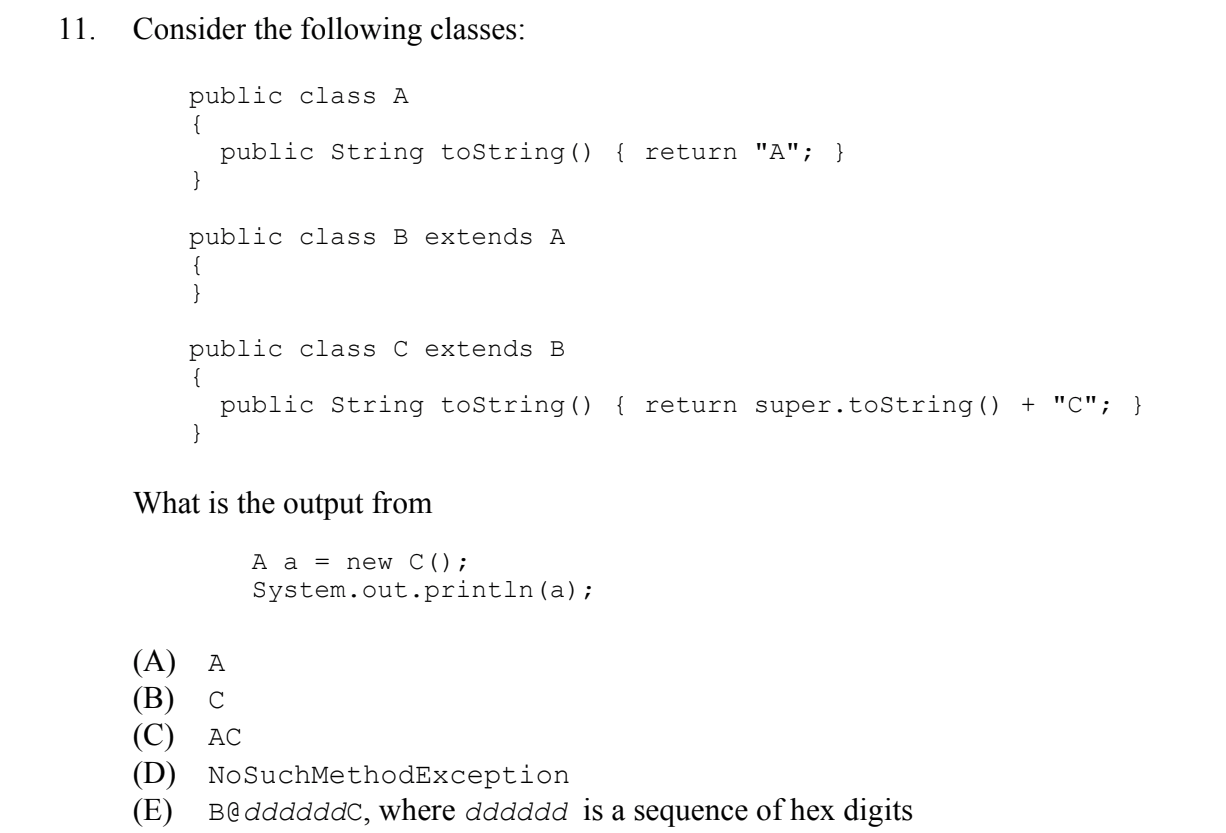 11. Consider the following classes:
public class A
{
  public String toString() { return "A"; }
}
public class B extends A
{
}
public class C extends B
{
  public String toString() { return super.toString() + "C"; }
}
What is the output from
A a = new C();
System.out.println(a);
(A) A
(B) C
(C) AC
(D) NoSuchMethodException
(E) B@ddddddC, where dddddd is a sequence of hex digits